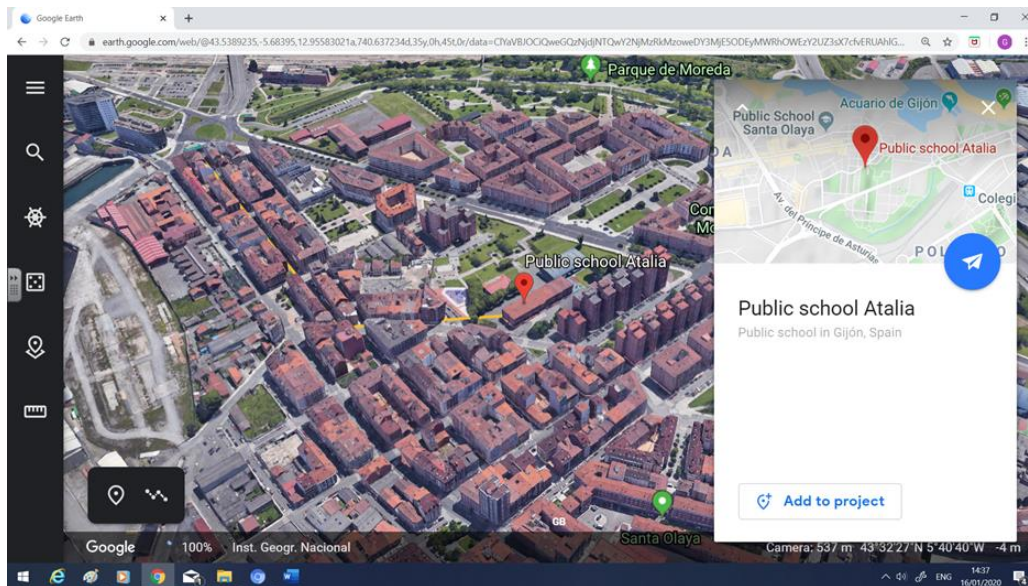 Google Earth
earth.google.com/web/@43.5389235,-5.68395,12.95583021a,740.637234d,35y,0h,45t,0r/data=
Parque de Moreda
Public school Atalia
Santa Olaya
GB
Acuario de Gijón
Public School
Santa Olaya
Public school Atalia
Colegi
Av. del Príncipe de Asturias
Public school Atalia
Public school in Gijón, Spain
Add to project
Google
100%
Inst. Geogr. Nacional
Camera: 537 m 43°32'27"N 5°40'40"W -4 m
ENG
14:37
16/01/2020